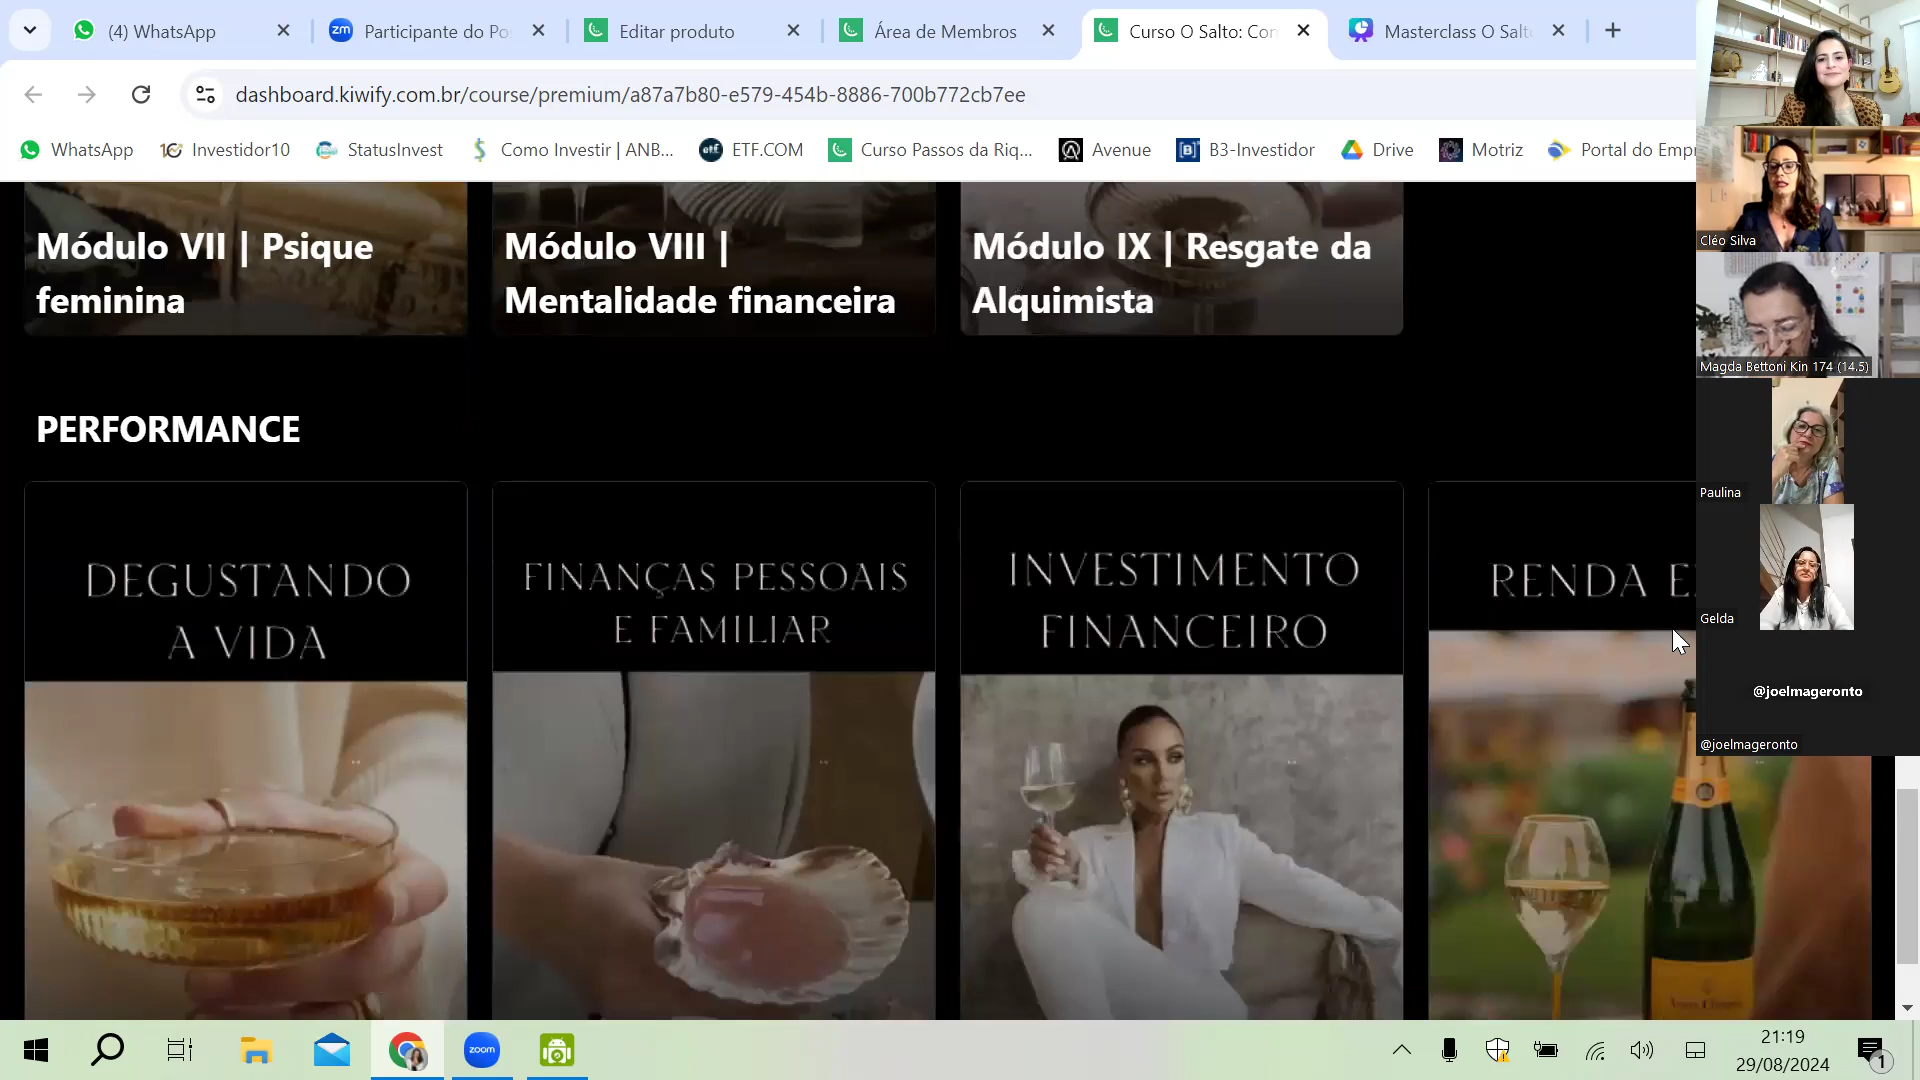 (4) WhatsApp
Participante do Po
Editar produto
Área de Membros
Curso O Salto: Con
Masterclass O Salt
dashboard.kiwify.com.br/course/premium/a87a7b80-e579-454b-8886-700b772cb7ee
WhatsApp
Investidor10
StatusInvest
Como Investir | ANB...
ETF.COM
Curso Passos da Riq...
Avenue
B3-Investidor
Drive
Motriz
Portal do Emp
Módulo VII | Psique
feminina
Módulo VIII |
Mentalidade financeira
Módulo IX | Resgate da
Alquimista
PERFORMANCE
DEGUSTANDO
A VIDA
FINANÇAS PESSOAIS
E FAMILIAR
INVESTIMENTO
FINANCEIRO
RENDA E
Cléo Silva
Magda Bettoni Kin 174 (14.5)
Paulina
Gelda
@joelmageronto
@joelmageronto
zoom
21:19
29/08/2024
1